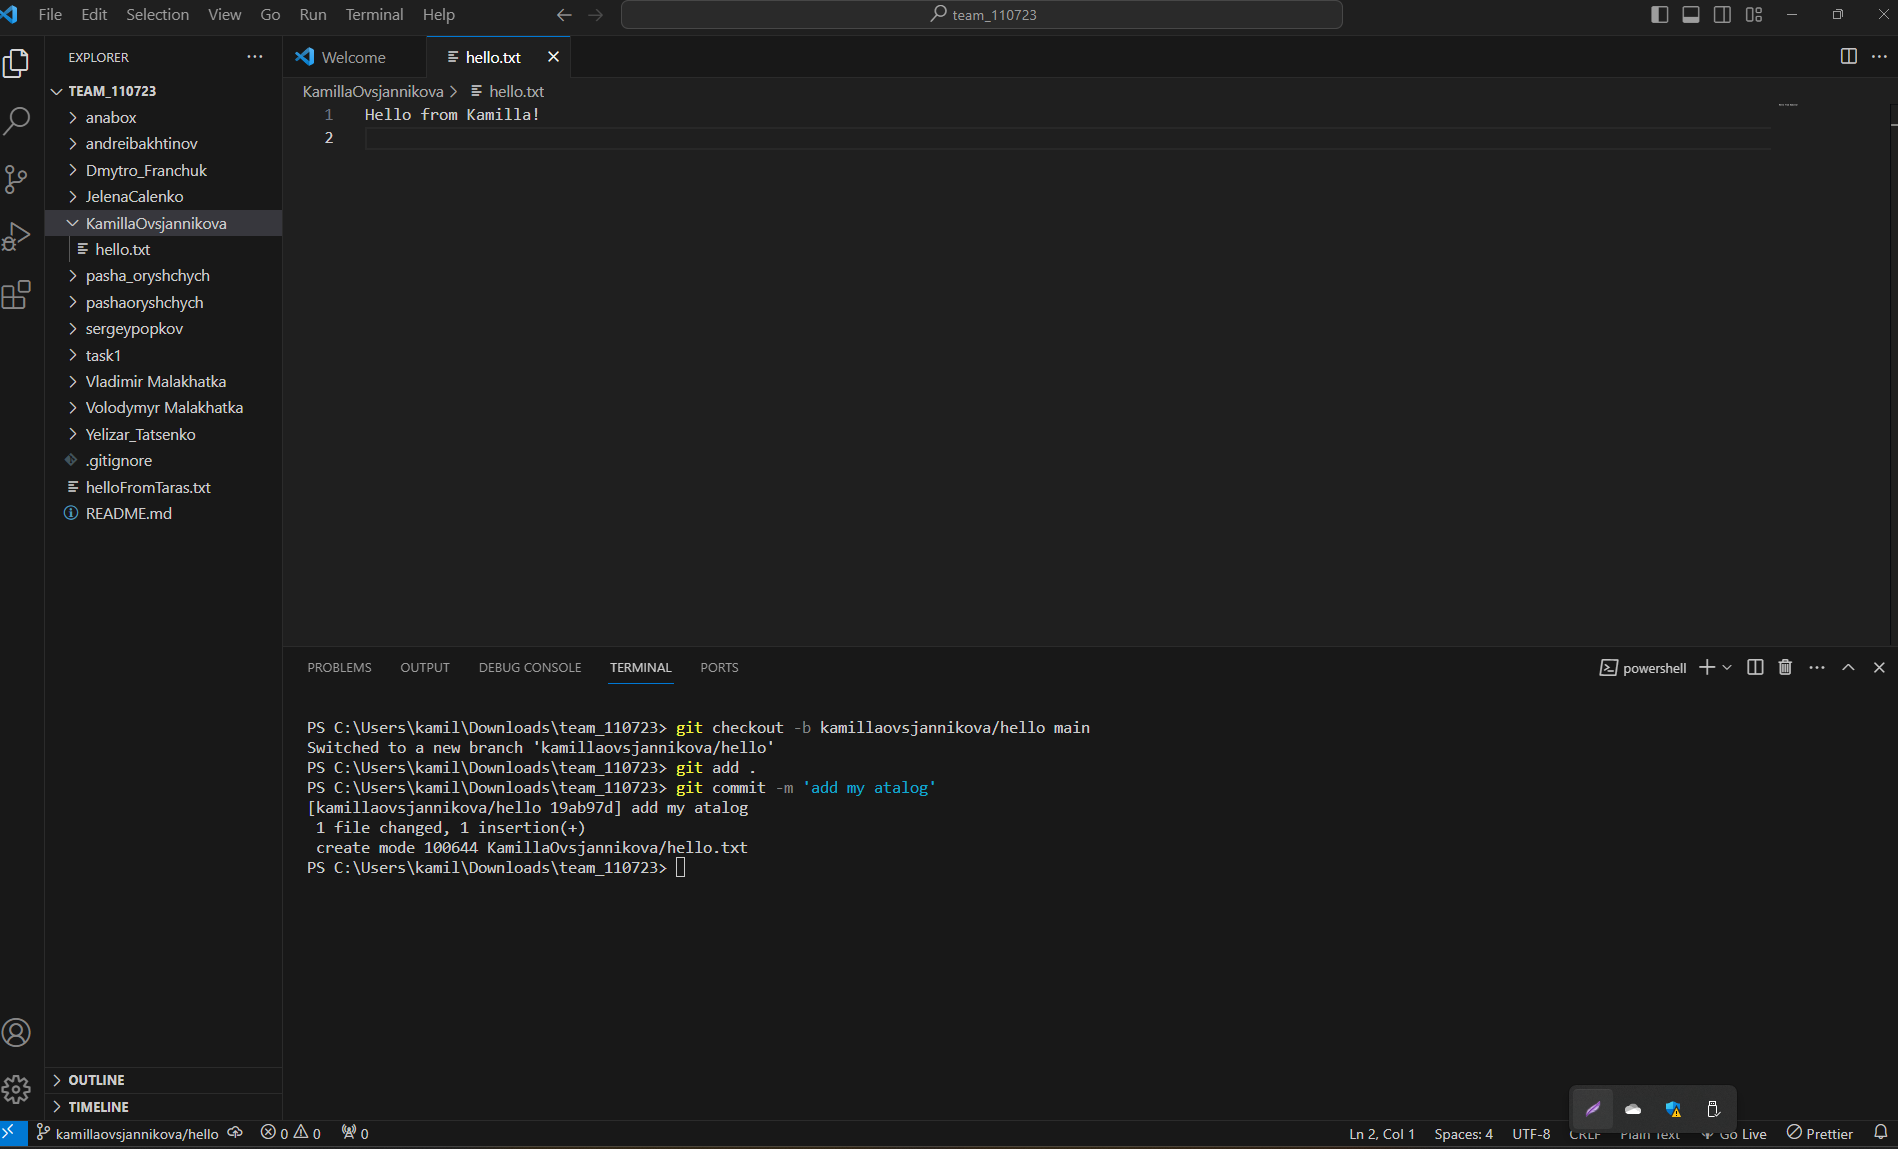 File Edit Selection View Go Run Terminal Help
team_110723
EXPLORER
TEAM_110723
anabox
andreibakhtinov
Dmytro_Franchuk
JelenaCalenko
KamillaOvsjannikova
hello.txt
pasha_oryshchych
pashaoryshchych
sergeypopkov
task1
Vladimir Malakhatka
Volodymyr Malakhatka
Yelizar_Tatsenko
.gitignore
helloFromTaras.txt
README.md
OUTLINE
TIMELINE
Welcome
hello.txt
KamillaOvsjannikova > hello.txt
1 Hello from Kamilla!
2
PROBLEMS OUTPUT DEBUG CONSOLE TERMINAL PORTS
powershell
PS C:\Users\kamil\Downloads\team_110723> git checkout -b kamillaovsjannikova/hello main
Switched to a new branch 'kamillaovsjannikova/hello'
PS C:\Users\kamil\Downloads\team_110723> git add .
PS C:\Users\kamil\Downloads\team_110723> git commit -m 'add my atalog'
[kamillaovsjannikova/hello 19ab97d] add my atalog
1 file changed, 1 insertion(+)
create mode 100644 KamillaOvsjannikova/hello.txt
PS C:\Users\kamil\Downloads\team_110723>
kamillaovsjannikova/hello 0 0 0
Ln 2, Col 1 Spaces: 4 UTF-8 CRLF Plain Text Go Live Prettier